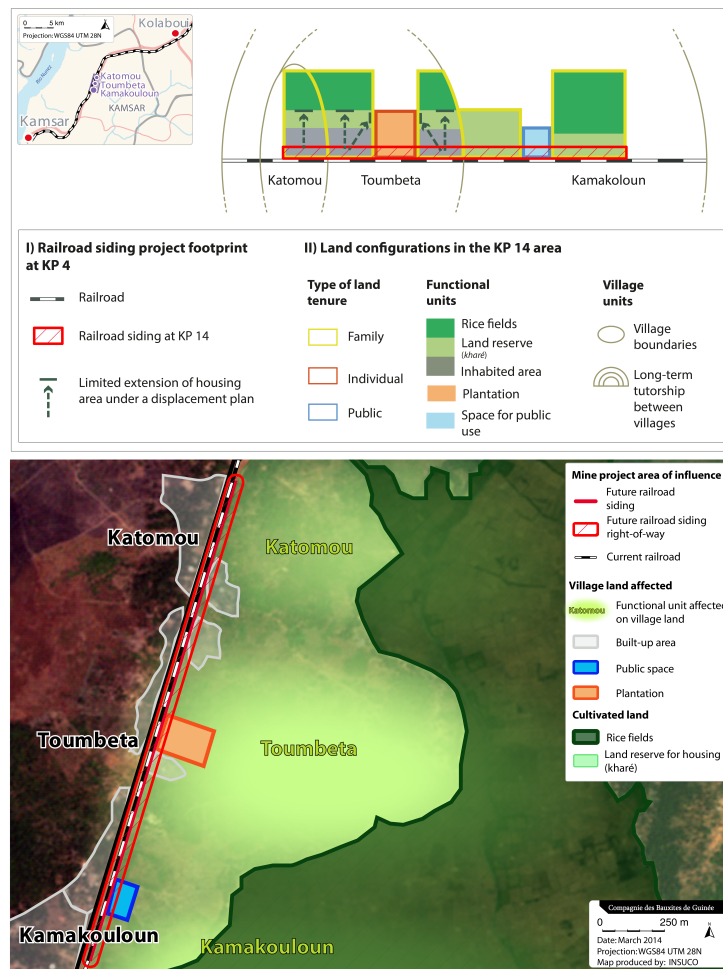 0 5 km
Projection: WGS84 UTM 28N
Kolabouï
Rio Nunez
Katomou
Toumbeta
Kamakouloun
KAMSAR
Kamsar
Katomou
Toumbeta
Kamakoloun
I) Railroad siding project footprint
at KP 4
Railroad
Railroad siding at KP 14
Limited extension of housing
area under a displacement plan
II) Land configurations in the KP 14 area
Type of land
tenure
Family
Individual
Public
Functional
units
Rice fields
Land reserve
(kharé)
Inhabited area
Plantation
Space for public
use
Village
units
Village
boundaries
Long-term
tutorship
between
villages
Katomou
Katomou
Toumbeta
Toumbeta
Kamakouloun
Kamakouloun
Mine project area of influence
Future railroad
siding
Future railroad siding
right-of-way
Current railroad
Village land affected
Katomou
Functional unit affected
on village land
Built-up area
Public space
Plantation
Cultivated land
Rice fields
Land reserve for housing
(kharé)
Compagnie des Bauxites de Guinée
0 250 m
N
Date: March 2014
Projection: WGS84 UTM 28N
Map produced by: INSUCO